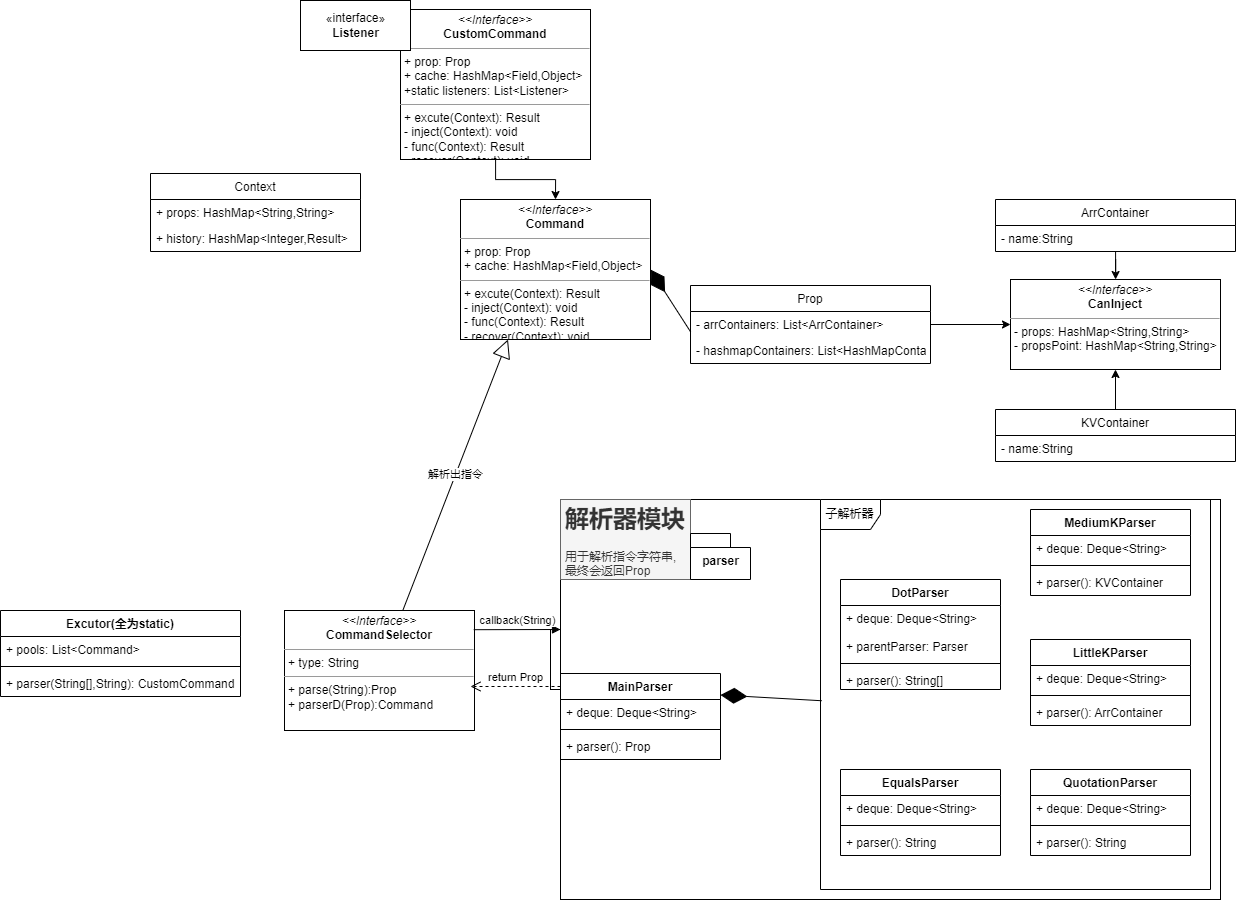 «interface»
Listener
<<Interface>>
CustomCommand
+ prop: Prop
+ cache: HashMap<Field,Object>
+static listeners: List<Listener>
+ excute(Context): Result
- inject(Context): void
- func(Context): Result
- recover(Context): void
Context
+ props: HashMap<String,String>
+ history: HashMap<Integer,Result>
<<Interface>>
Command
+ prop: Prop
+ cache: HashMap<Field,Object>
+ excute(Context): Result
- inject(Context): void
- func(Context): Result
- recover(Context): void
Prop
- arrContainers: List<ArrContainer>
- hashmapContainers: List<HashMapConta
ArrContainer
- name:String
<<Interface>>
CanInject
- props: HashMap<String,String>
- propsPoint: HashMap<String,String>
KVContainer
- name:String
解析出指令
Excutor(全为static)
+ pools: List<Command>
+ parser(String[],String): CustomCommand
<<Interface>>
CommandSelector
+ type: String
+ parse(String):Prop
+ parserD(Prop):Command
callback(String)
return Prop
解析器模块
用于解析指令字符串,
最终会返回Prop
parser
MainParser
+ deque: Deque<String>
+ parser(): Prop
子解析器
DotParser
+ deque: Deque<String>
+ parentParser: Parser
+ parser(): String[]
MediumKParser
+ deque: Deque<String>
+ parser(): KVContainer
LittleKParser
+ deque: Deque<String>
+ parser(): ArrContainer
EqualsParser
+ deque: Deque<String>
+ parser(): String
QuotationParser
+ deque: Deque<String>
+ parser(): String